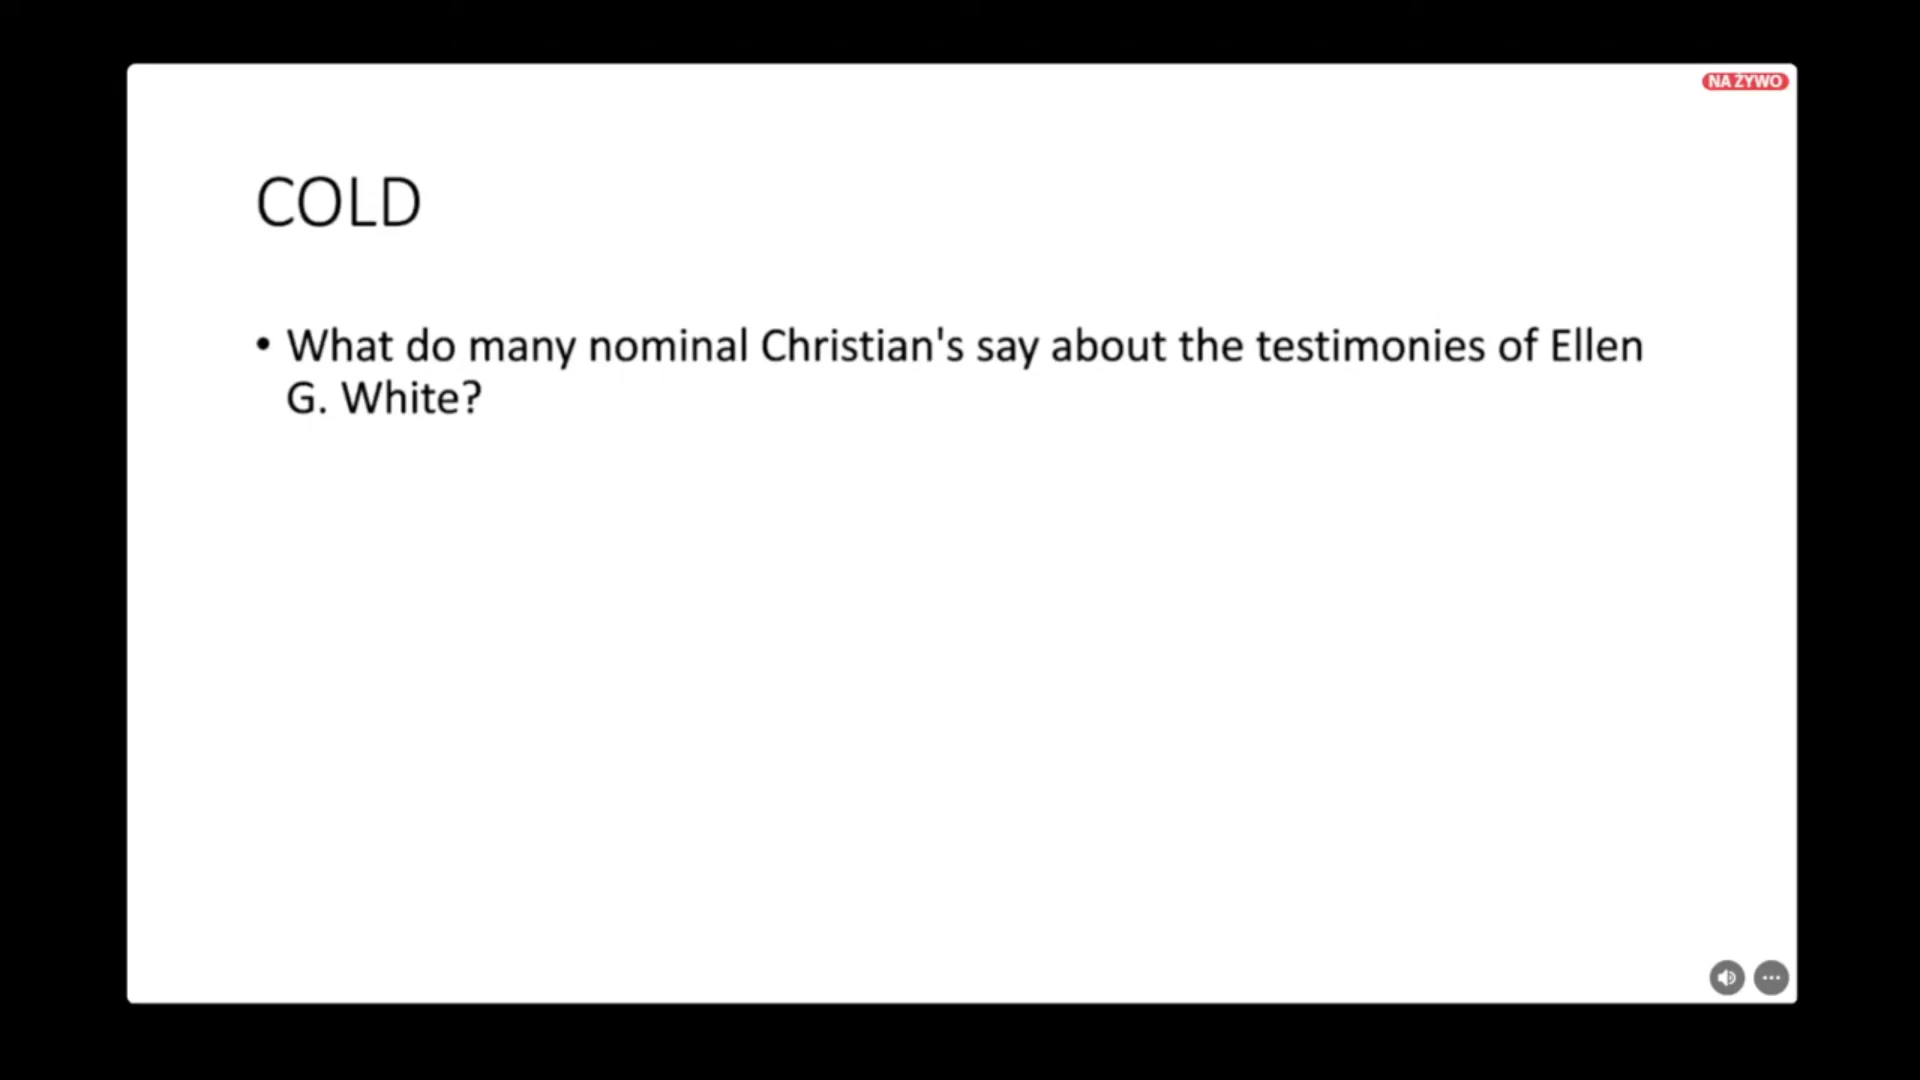 NA ŻYWO
COLD
• What do many nominal Christian's say about the testimonies of Ellen
G. White?